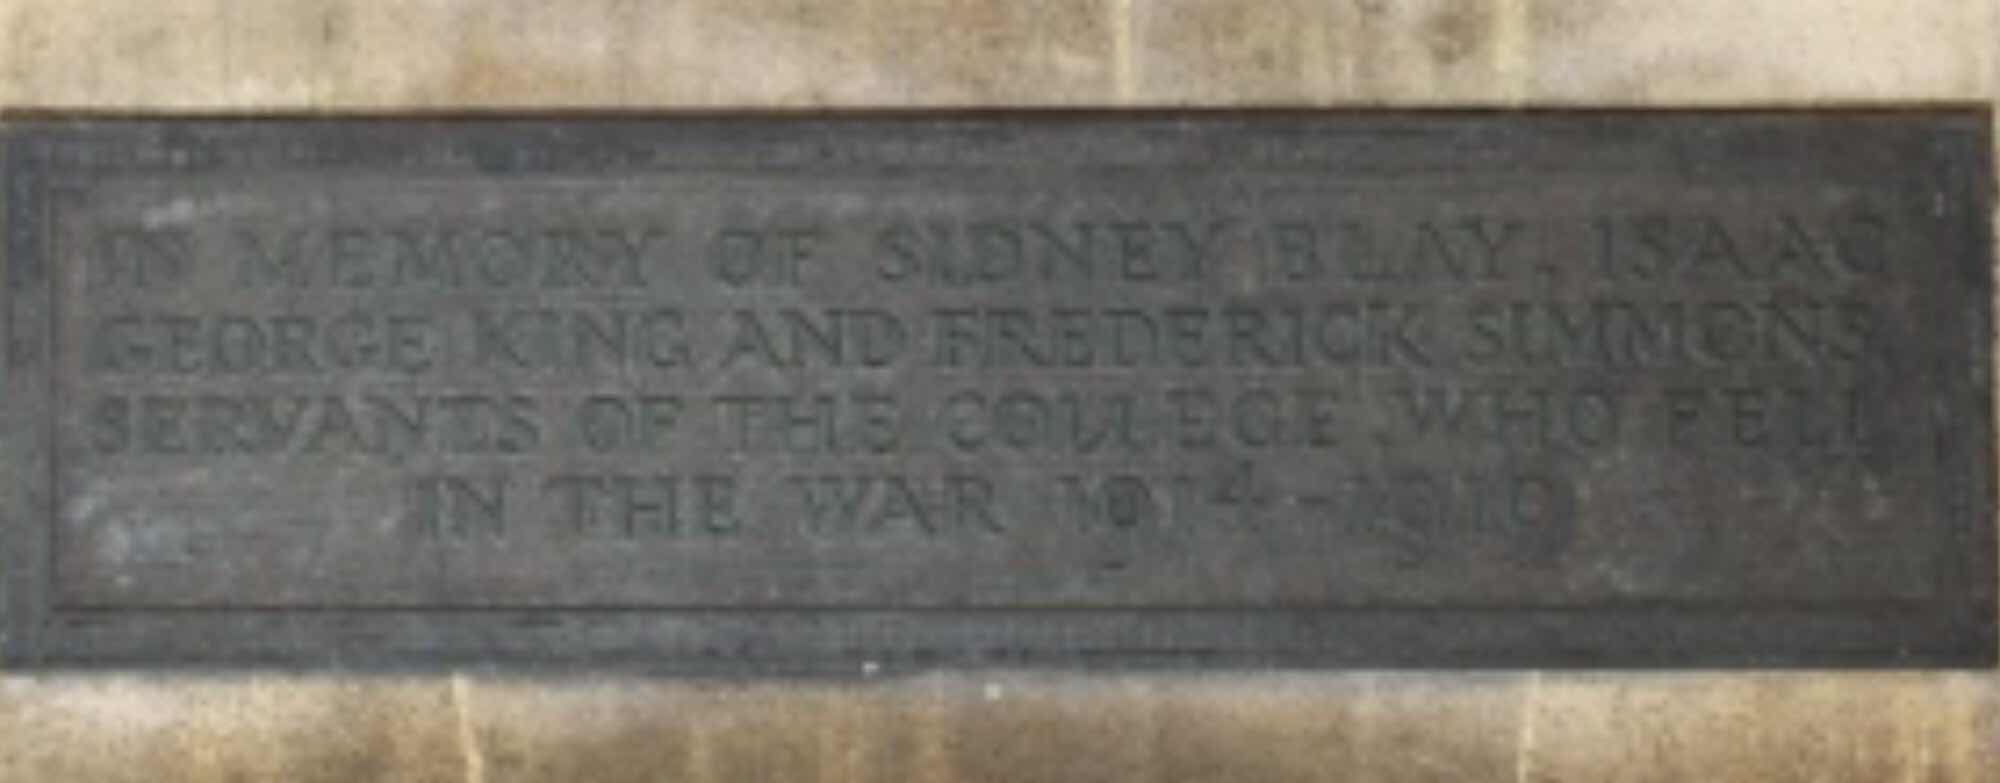 IN MEMORY OF SIDNEY BLAY, ISAAC
GEORGE KING AND FREDERICK SIMMONS
SERVANTS OF THE COLLEGE WHO FELL
IN THE WAR 1914-1919